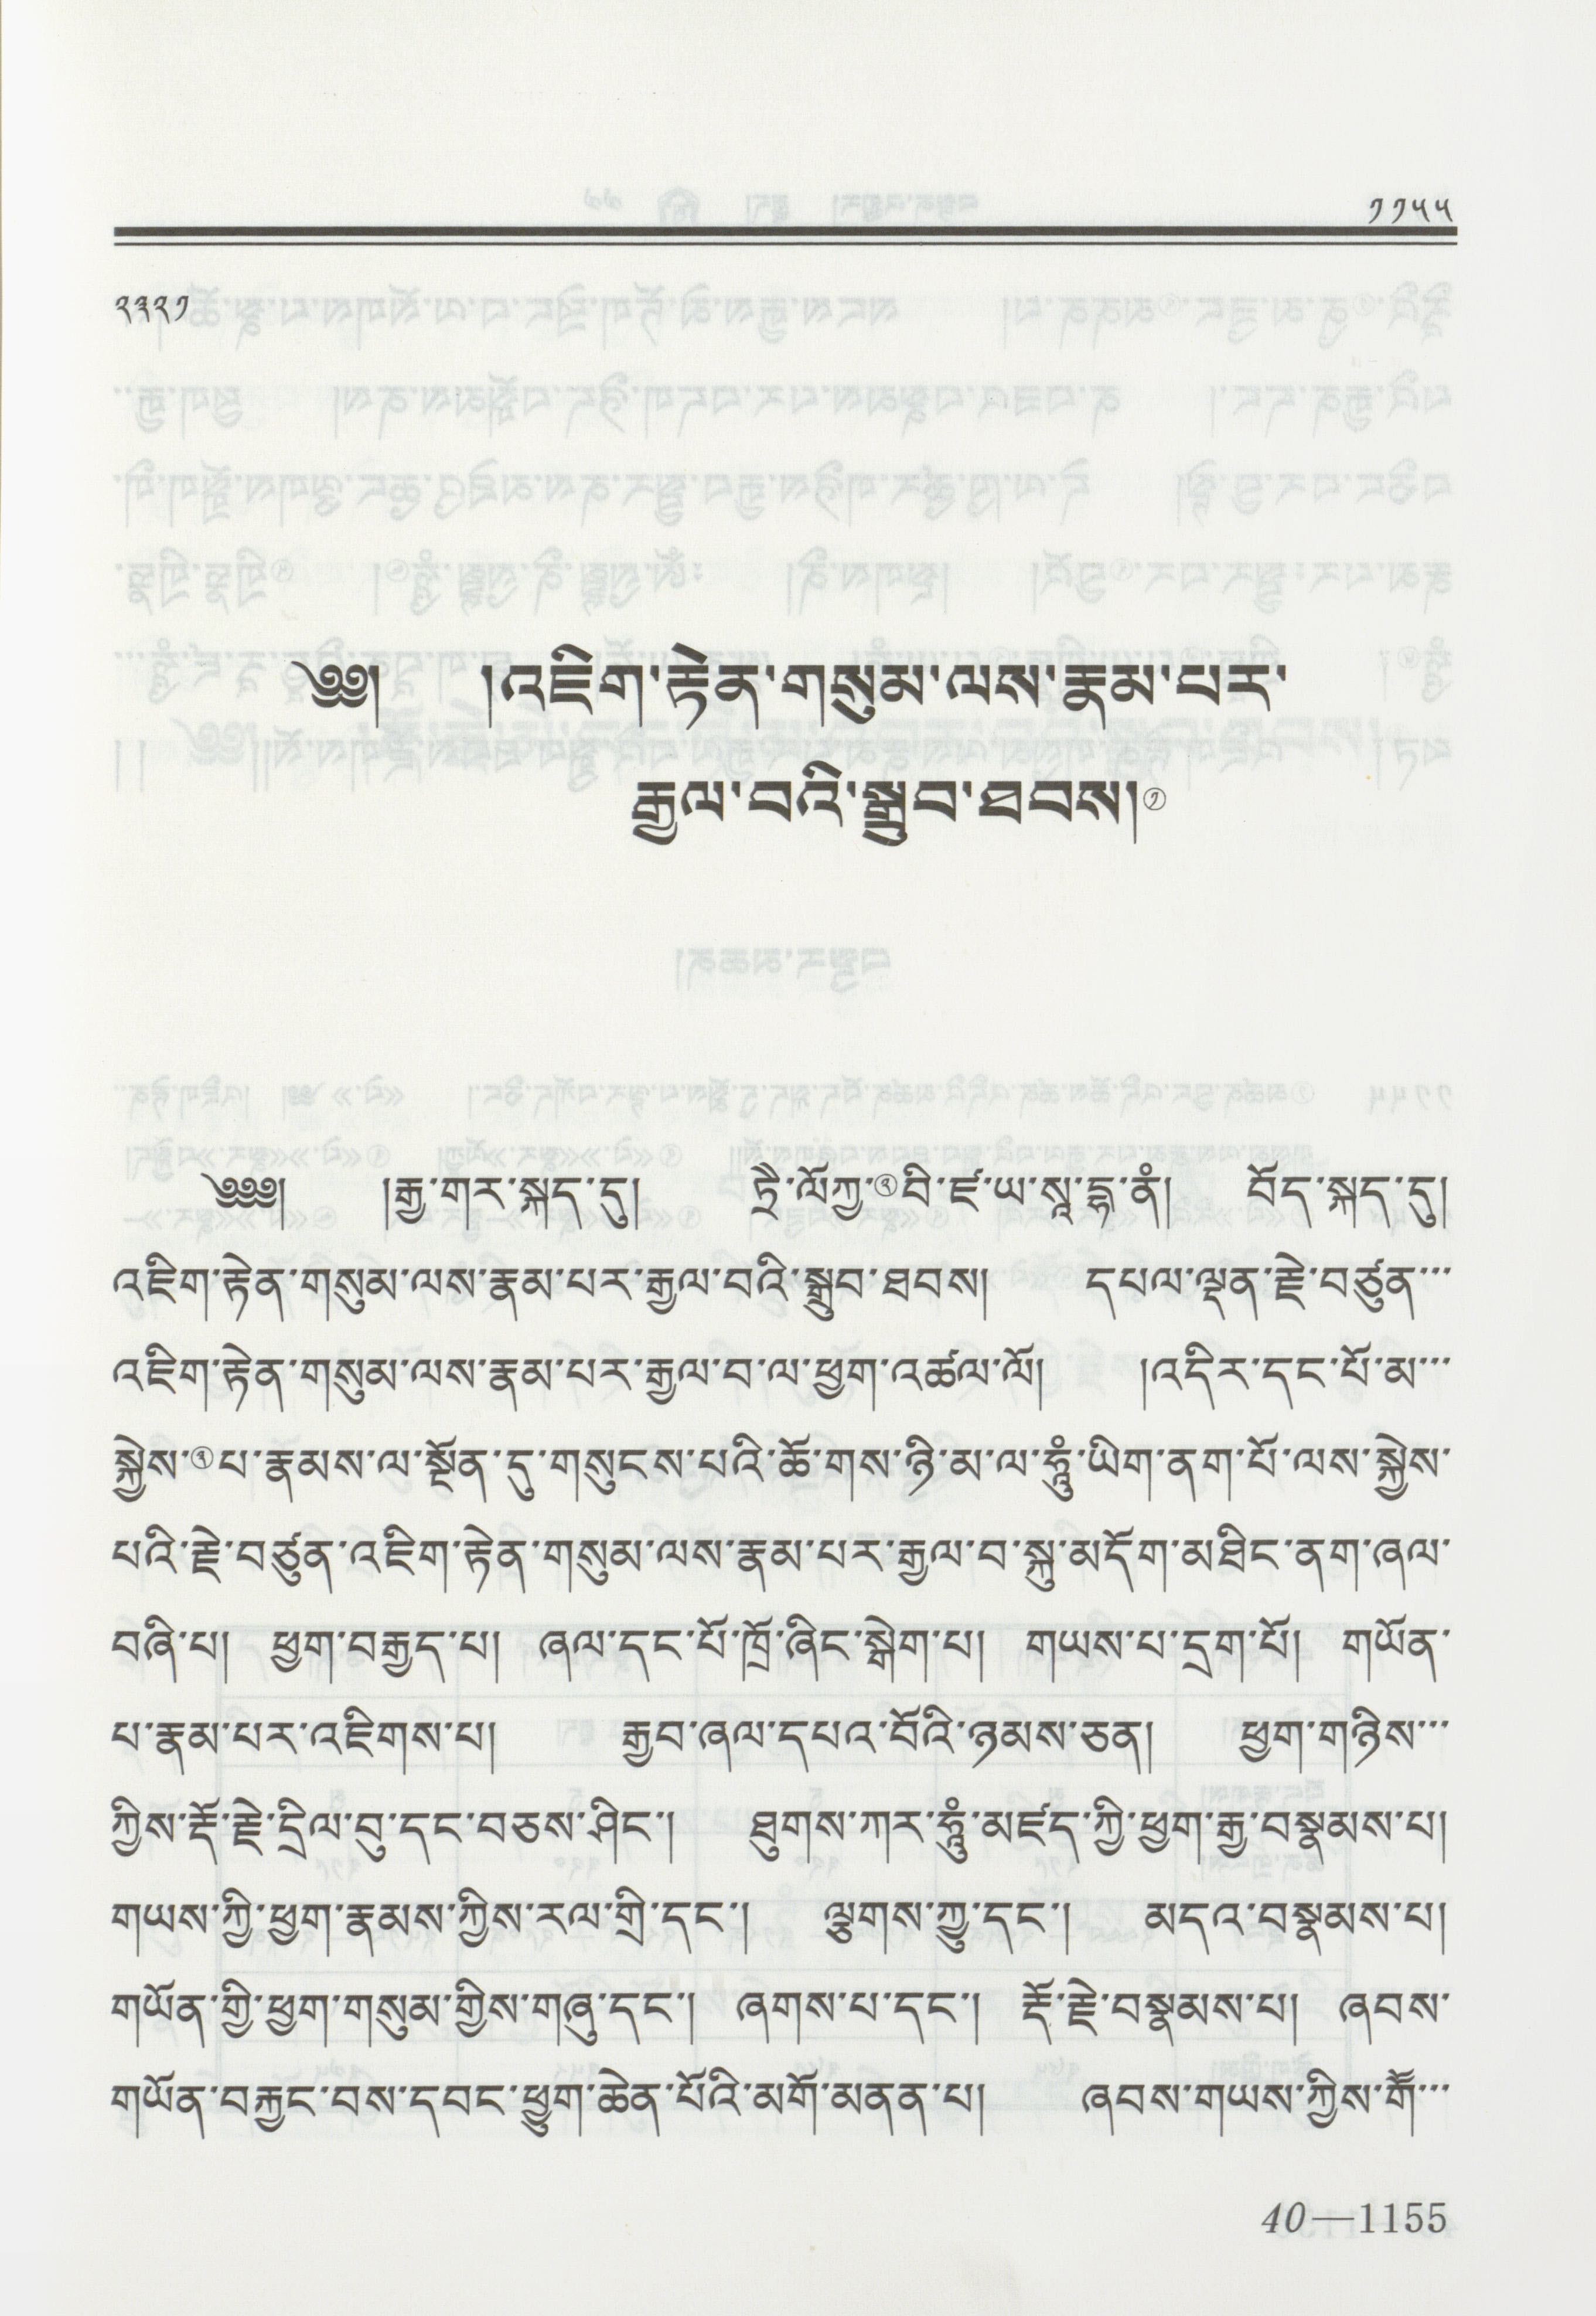 ༡༡༥༥
༢༣༢༡
༄༅། །འཇིག་རྟེན་གསུམ་ལས་རྣམ་པར་
རྒྱལ་བའི་སྒྲུབ་ཐབས།①
༄༅༅། །རྒྱ་གར་སྐད་དུ། ཏྲཻ་ལོཀྱ་②བི་ཛ་ཡ་སཱ་དྷ་ནཾ། བོད་སྐད་དུ།
འཇིག་རྟེན་གསུམ་ལས་རྣམ་པར་རྒྱལ་བའི་སྒྲུབ་ཐབས། དཔལ་ལྡན་རྗེ་བཙུན་…
འཇིག་རྟེན་གསུམ་ལས་རྣམ་པར་རྒྱལ་བ་ལ་ཕྱག་འཚལ་ལོ། །འདིར་དང་པོ་མ་…
སྐྱེས་③པ་རྣམས་ལ་སྔོན་དུ་གསུངས་པའི་ཆོ་གས་ཉི་མ་ལ་ཧཱུྃ་ཡིག་ནག་པོ་ལས་སྐྱེས་
པའི་རྗེ་བཙུན་འཇིག་རྟེན་གསུམ་ལས་རྣམ་པར་རྒྱལ་བ་སྐུ་མདོག་མཐིང་ནག་ཞལ་
བཞི་པ། ཕྱག་བརྒྱད་པ། ཞལ་དང་པོ་ཁྲོ་ཞིང་སྒེག་པ། གཡས་པ་དྲག་པོ། གཡོན་
པ་རྣམ་པར་འཇིགས་པ། རྒྱབ་ཞལ་དཔའ་བོའི་ཉམས་ཅན། ཕྱག་གཉིས་…
ཀྱིས་རྡོ་རྗེ་དྲིལ་བུ་དང་བཅས་ཤིང་། ཐུགས་ཀར་ཧཱུྃ་མཛད་ཀྱི་ཕྱག་རྒྱ་བསྣམས་པ།
གཡས་ཀྱི་ཕྱག་རྣམས་ཀྱིས་རལ་གྲི་དང་། ལྕགས་ཀྱུ་དང་། མདའ་བསྣམས་པ།
གཡོན་གྱི་ཕྱག་གསུམ་གྱིས་གཞུ་དང་། ཞགས་པ་དང་། རྡོ་རྗེ་བསྣམས་པ། ཞབས་
གཡོན་བརྐྱང་བས་དབང་ཕྱུག་ཆེན་པོའི་མགོ་མནན་པ། ཞབས་གཡས་ཀྱིས་གཽ་…
40—1155